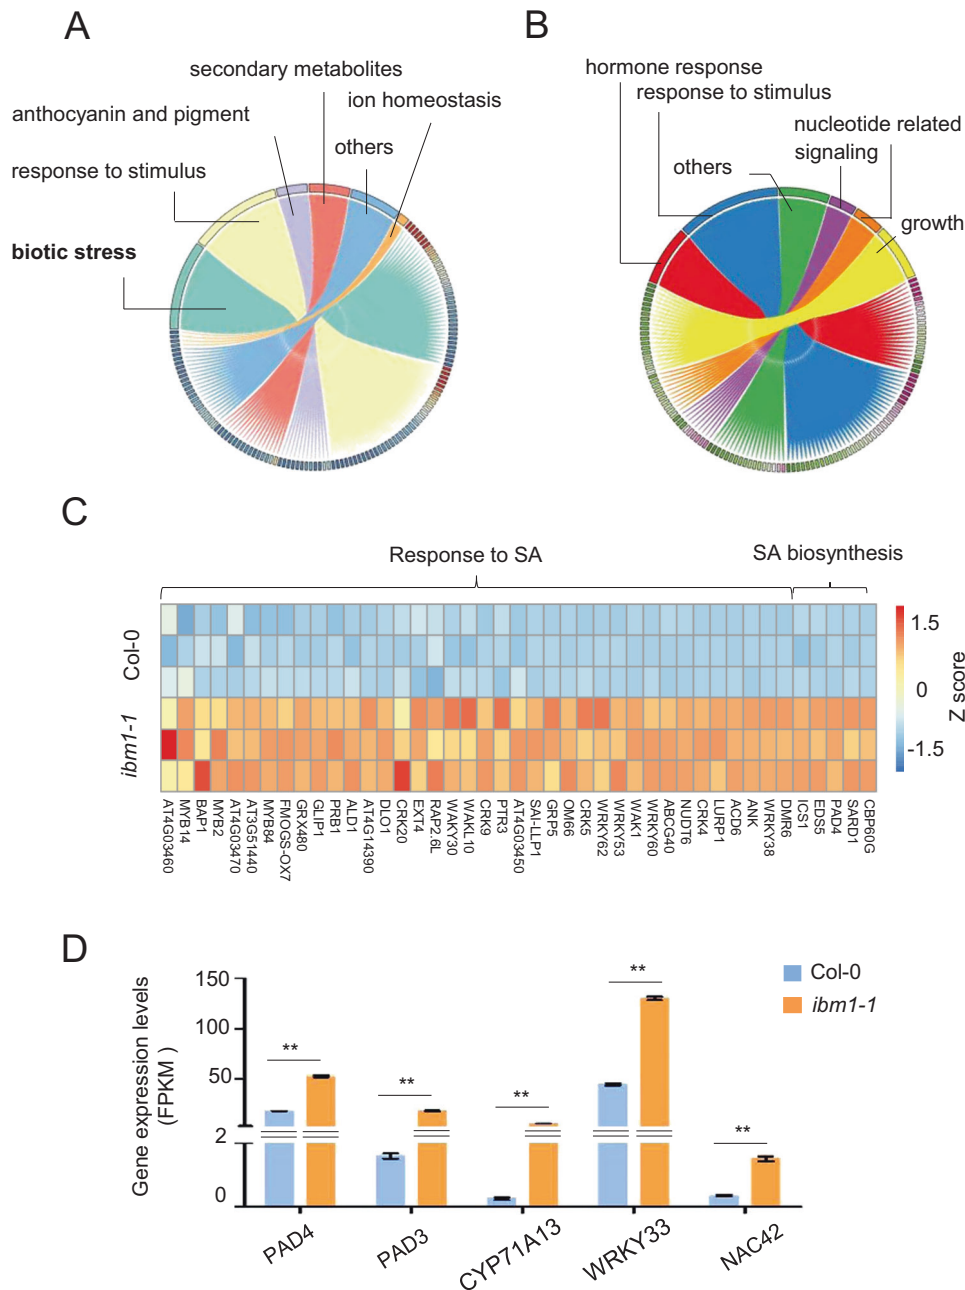 A
B
secondary metabolites
hormone response
ion homeostasis
response to stimulus
anthocyanin and pigment
nucleotide related
others
signaling
response to stimulus
others
growth
biotic stress
C
Response to SA
SA biosynthesis
Col-0
ibm1-1
1.5
0
-1.5
Z score
AT4G03460
MYB14
BAP1
MYB2
AT4G03470
AT3G51440
MYB84
FMOGS-OX7
GRX480
GLIP1
PRB1
ALD1
AT4G14390
DLO1
CRK20
EXT4
RAP2.6L
WAKY30
WAKL10
CRK9
PTR3
AT4G03450
SAI-LLP1
GRP5
OM66
CRK5
WRKY62
WRKY53
WAK1
WRKY60
ABCG40
NUDT6
CRK4
LURP1
ACD6
ANK
WRKY38
DMR6
ICS1
EDS5
PAD4
SARD1
CBP60G
D
Gene expression levels
(FPKM )
150
100
50
2
0
**
**
**
**
**
Col-0
ibm1-1
PAD4
PAD3
CYP71A13
WRKY33
NAC42